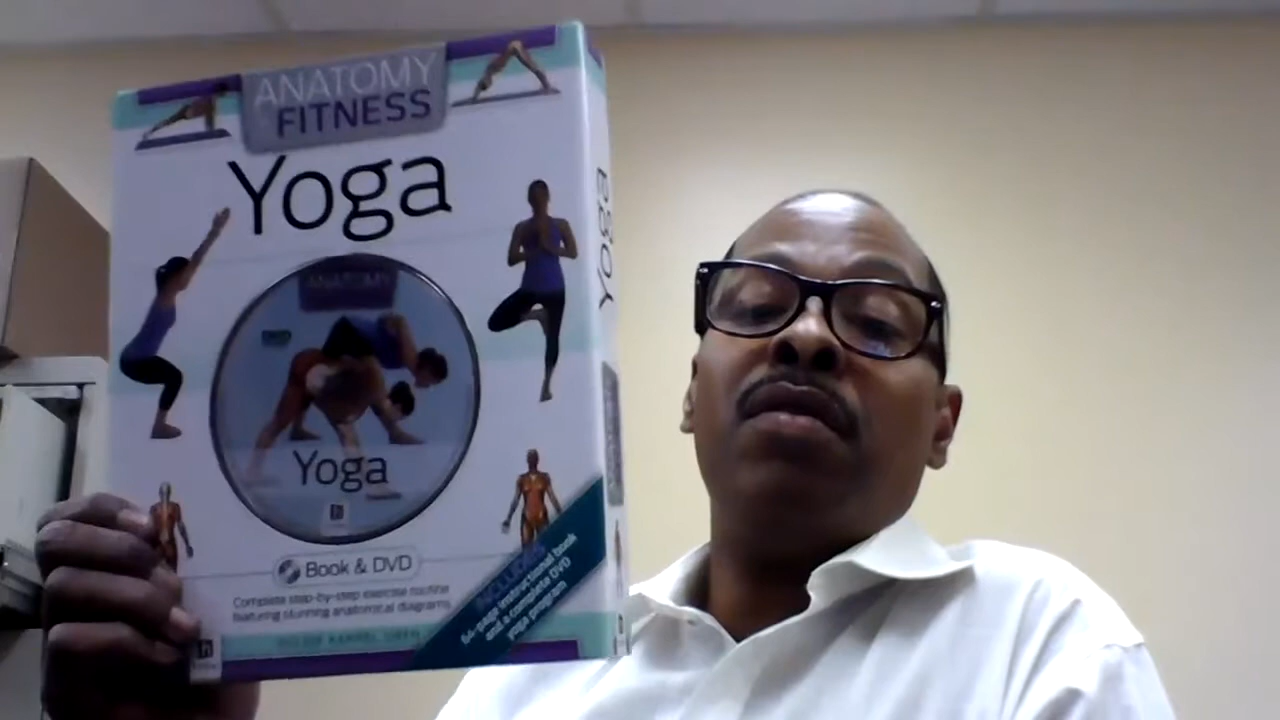 ANATOMY
of FITNESS
Yoga
Yoga
ANATOMY
Yoga
Book & DVD
Complete step-by-step exercise routine
featuring stunning anatomical diagrams
INCLUDES
64-page instructional book
and a complete DVD
yoga program